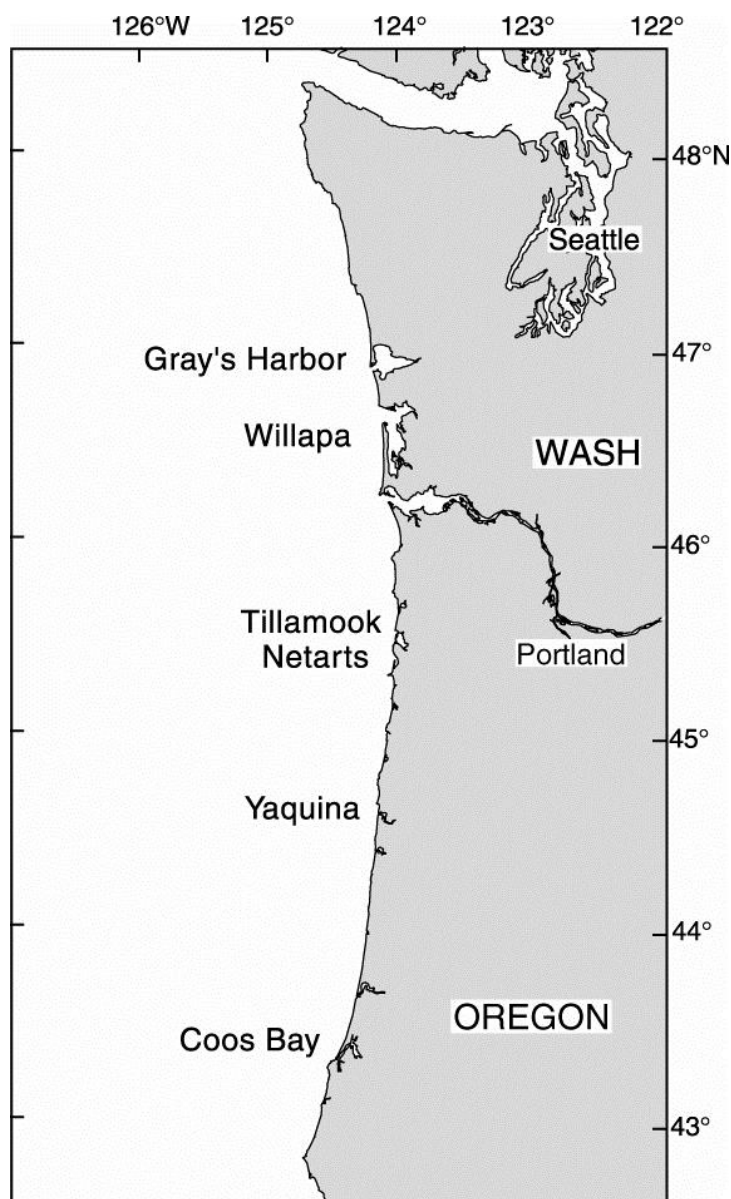 126°W 125° 124° 123° 122°
48°N
Seattle
47°
Gray's Harbor
Willapa
WASH
46°
Tillamook
Netarts
Portland
45°
Yaquina
44°
OREGON
Coos Bay
43°